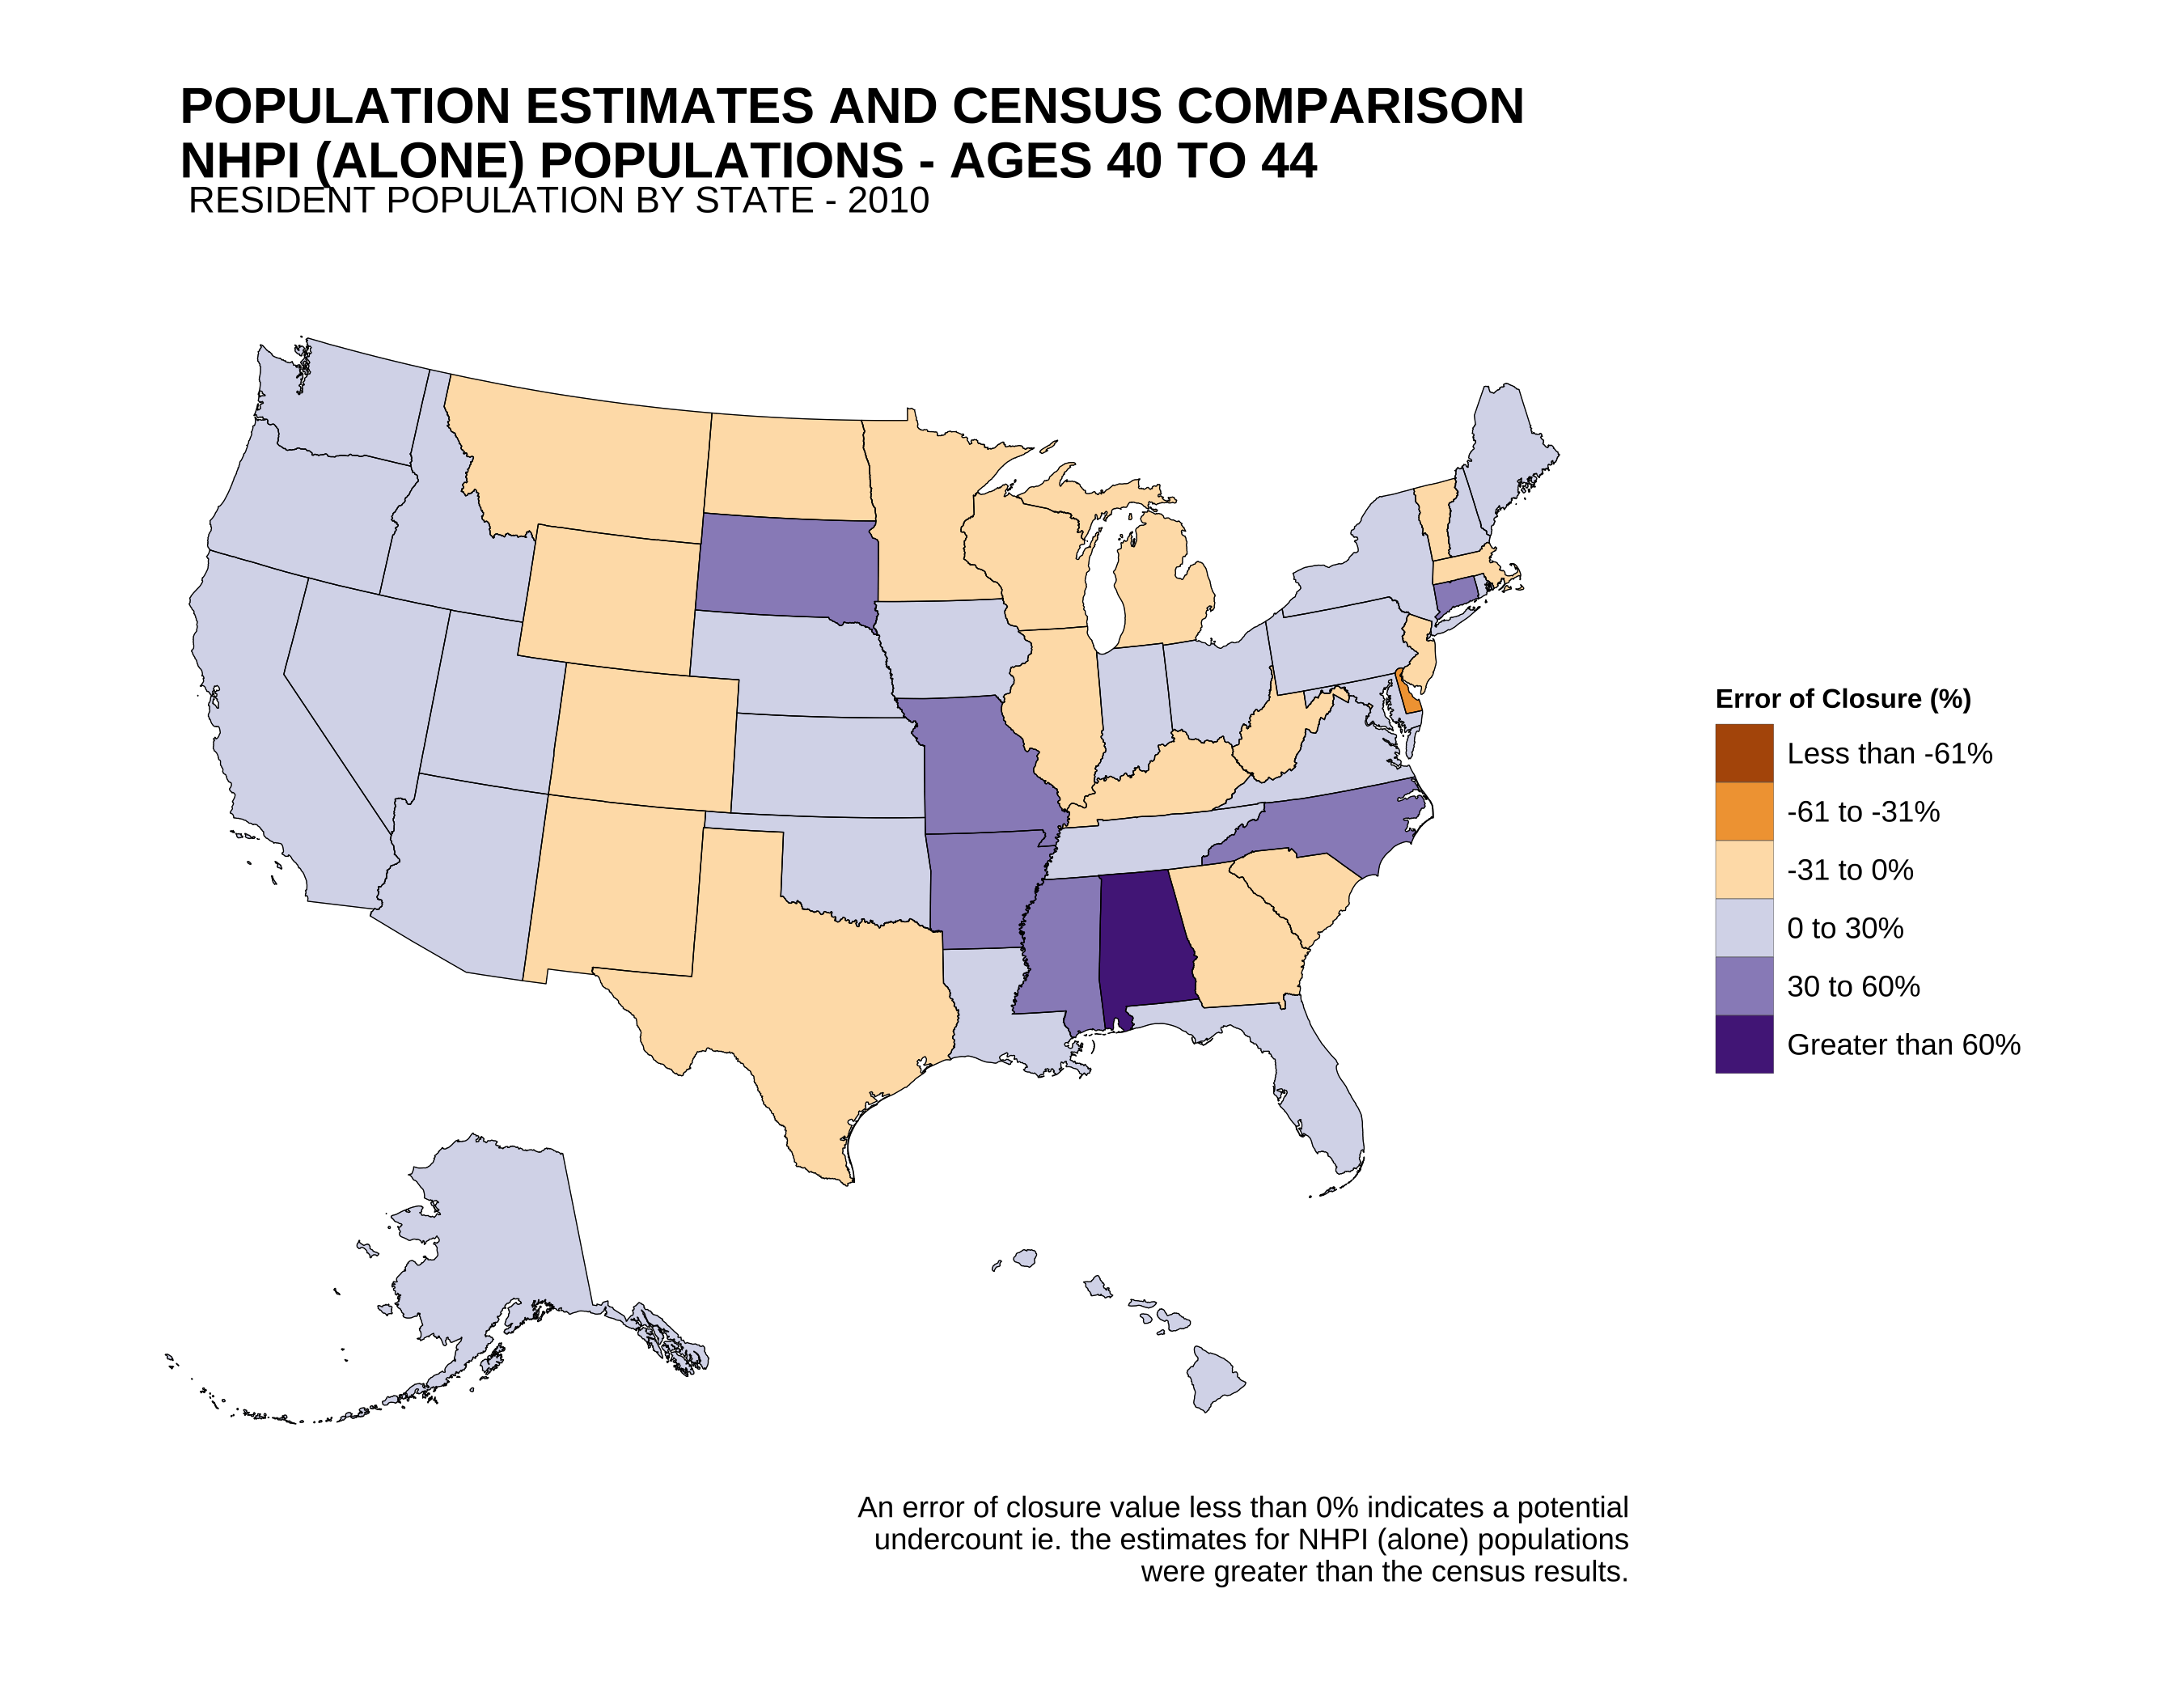 POPULATION ESTIMATES AND CENSUS COMPARISON
NHPI (ALONE) POPULATIONS - AGES 40 TO 44
RESIDENT POPULATION BY STATE - 2010
Error of Closure (%)
Less than -61%
-61 to -31%
-31 to 0%
0 to 30%
30 to 60%
Greater than 60%
An error of closure value less than 0% indicates a potential
undercount ie. the estimates for NHPI (alone) populations
were greater than the census results.